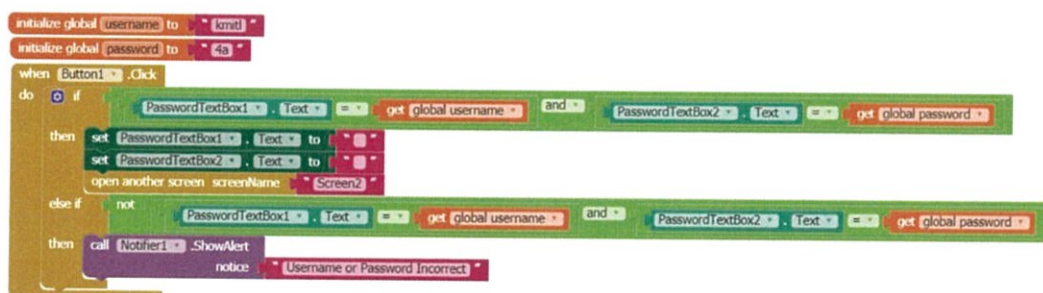 initialize global username to " kmitl "
initialize global password to " 4a "
when Button1 .Click
do if PasswordTextBox1 . Text = get global username and PasswordTextBox2 . Text = get global password
then set PasswordTextBox1 . Text to " "
set PasswordTextBox2 . Text to " "
open another screen screenName " Screen2 "
else if not PasswordTextBox1 . Text = get global username and PasswordTextBox2 . Text = get global password
then call Notifier1 .ShowAlert
notice " Username or Password Incorrect "